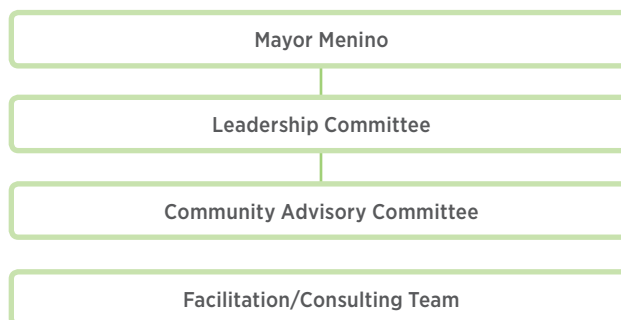 Mayor Menino
Leadership Committee
Community Advisory Committee
Facilitation/Consulting Team